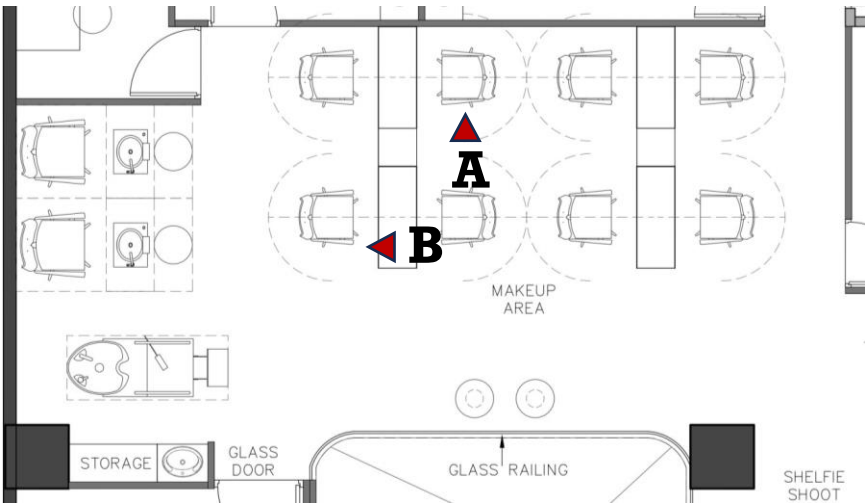 A
B
MAKEUP
AREA
STORAGE
GLASS
DOOR
GLASS RAILING
SHELFIE
SHOOT